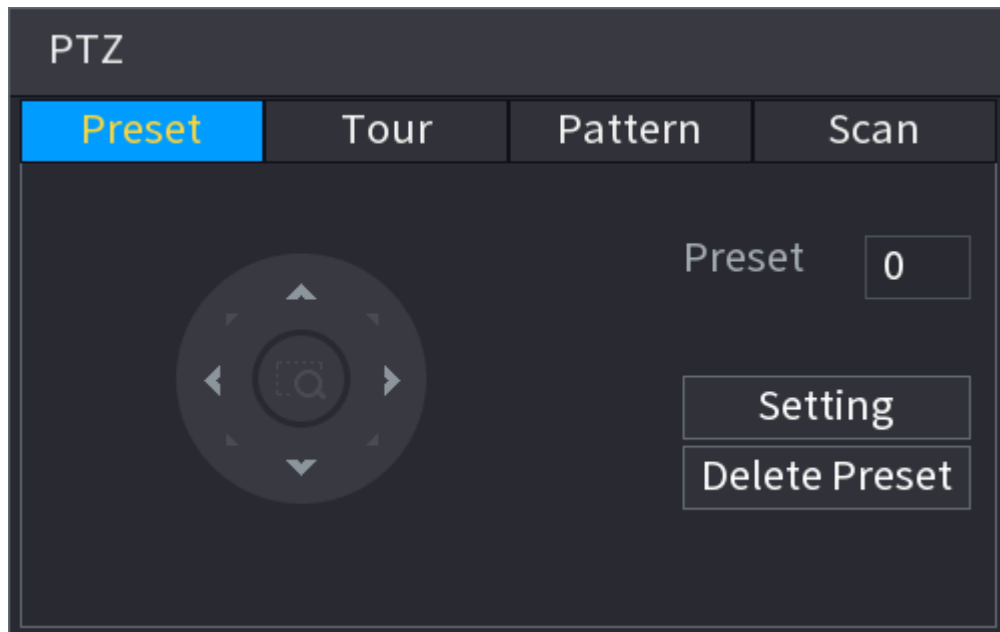 PTZ
Preset Tour Pattern Scan
Preset 0
Setting
Delete Preset